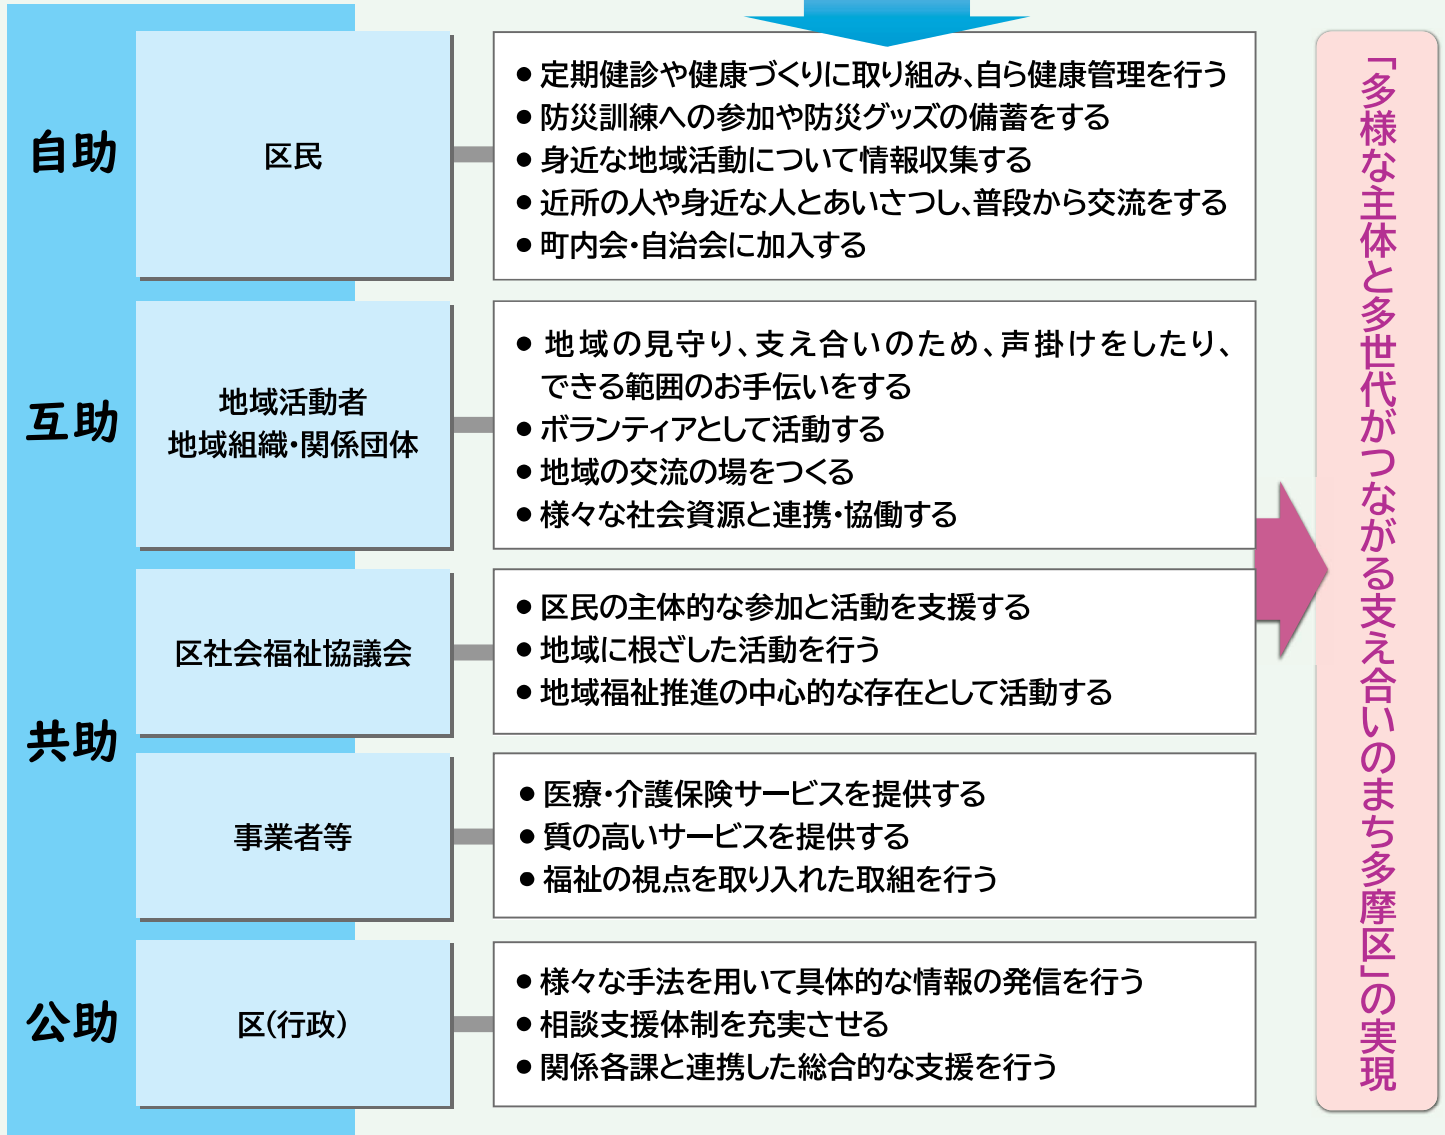 自助
区民
●定期健診や健康づくりに取り組み、自ら健康管理を行う
●防災訓練への参加や防災グッズの備蓄をする
●身近な地域活動について情報収集する
●近所の人や身近な人とあいさつし、普段から交流をする
●町内会・自治会に加入する
互助
地域活動者
地域組織・関係団体
●地域の見守り、支え合いのため、声掛けをしたり、
できる範囲のお手伝いをする
●ボランティアとして活動する
●地域の交流の場をつくる
●様々な社会資源と連携・協働する
共助
区社会福祉協議会
●区民の主体的な参加と活動を支援する
●地域に根ざした活動を行う
●地域福祉推進の中心的な存在として活動する
事業者等
●医療・介護保険サービスを提供する
●質の高いサービスを提供する
●福祉の視点を取り入れた取組を行う
公助
区(行政)
●様々な手法を用いて具体的な情報の発信を行う
●相談支援体制を充実させる
●関係各課と連携した総合的な支援を行う
「多様な主体と多世代がつながる支え合いのまち多摩区」の実現